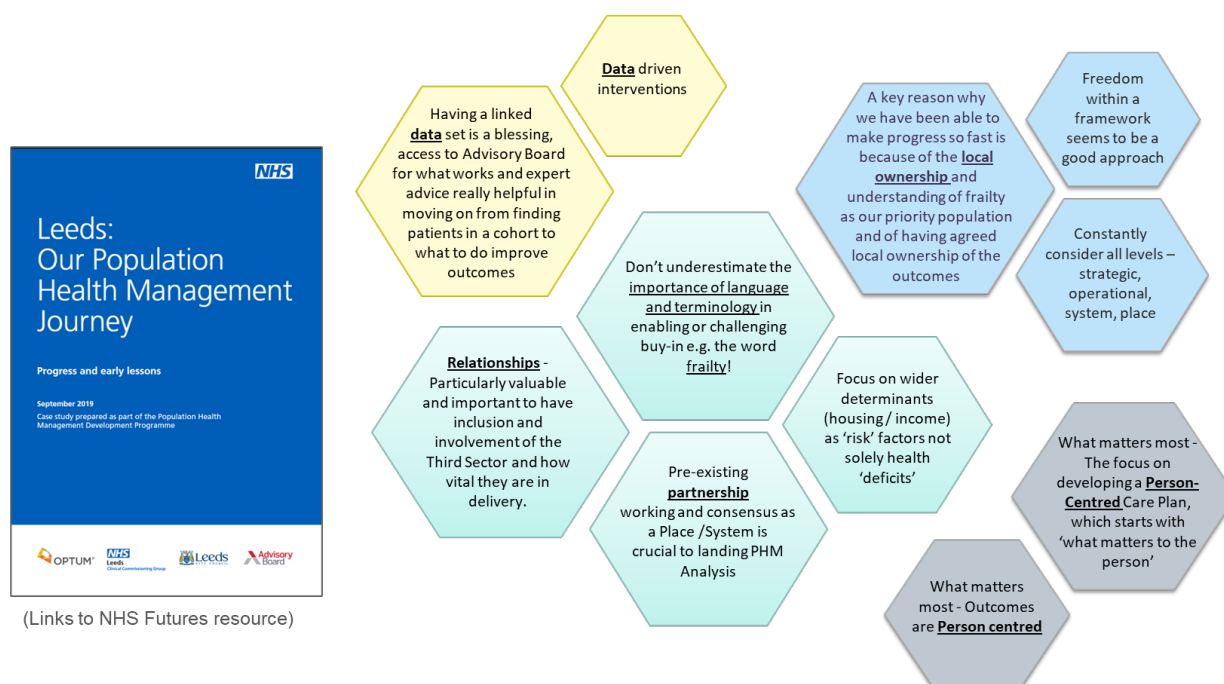 NHS
Leeds:
Our Population
Health Management
Journey
Progress and early lessons
September 2019
Case study prepared as part of the Population Health
Management Development Programme
OPTUM®
NHS
Leeds
Clinical Commissioning Group
Leeds
CITY COUNCIL
Advisory
Board
(Links to NHS Futures resource)
Data driven
interventions
Having a linked
data set is a blessing,
access to Advisory Board
for what works and expert
advice really helpful in
moving on from finding
patients in a cohort to
what to do improve
outcomes
Don’t underestimate the
importance of language
and terminology in
enabling or challenging
buy-in e.g. the word
frailty!
Relationships -
Particularly valuable
and important to have
inclusion and
involvement of the
Third Sector and how
vital they are in
delivery.
Pre-existing
partnership
working and consensus as
a Place /System is
crucial to landing PHM
Analysis
Focus on wider
determinants
(housing / income)
as ‘risk’ factors not
solely health
‘deficits’
A key reason why
we have been able to
make progress so fast is
because of the local
ownership and
understanding of frailty
as our priority population
and of having agreed
local ownership of the
outcomes
Freedom
within a
framework
seems to be a
good approach
Constantly
consider all levels –
strategic,
operational,
system, place
What matters most -
The focus on
developing a Person-
Centred Care Plan,
which starts with
‘what matters to the
person’
What matters
most - Outcomes
are Person centred